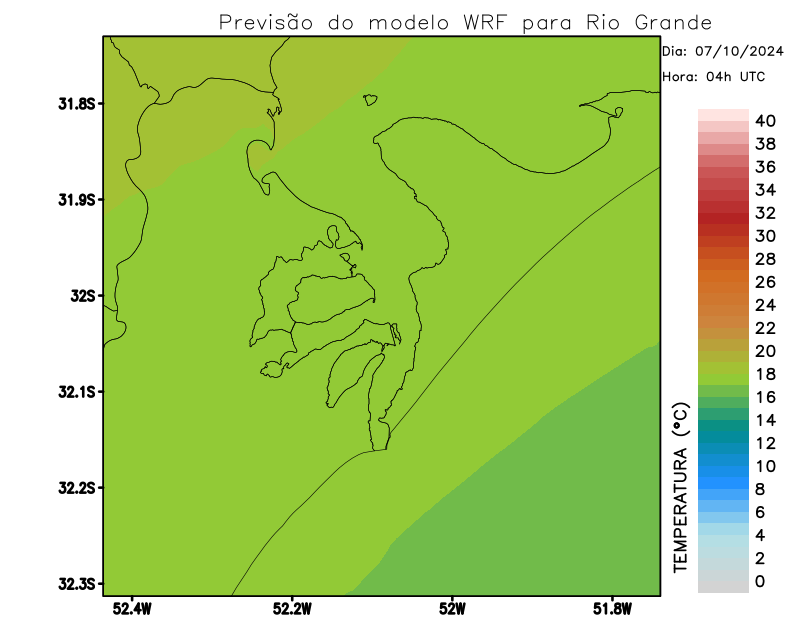 Previsão do modelo WRF para Rio Grande
Dia: 07/10/2024
Hora: 04h UTC
31.8S
31.9S
32S
32.1S
32.2S
32.3S
52.4W
52.2W
52W
51.8W
TEMPERATURA (°C)
40
38
36
34
32
30
28
26
24
22
20
18
16
14
12
10
8
6
4
2
0